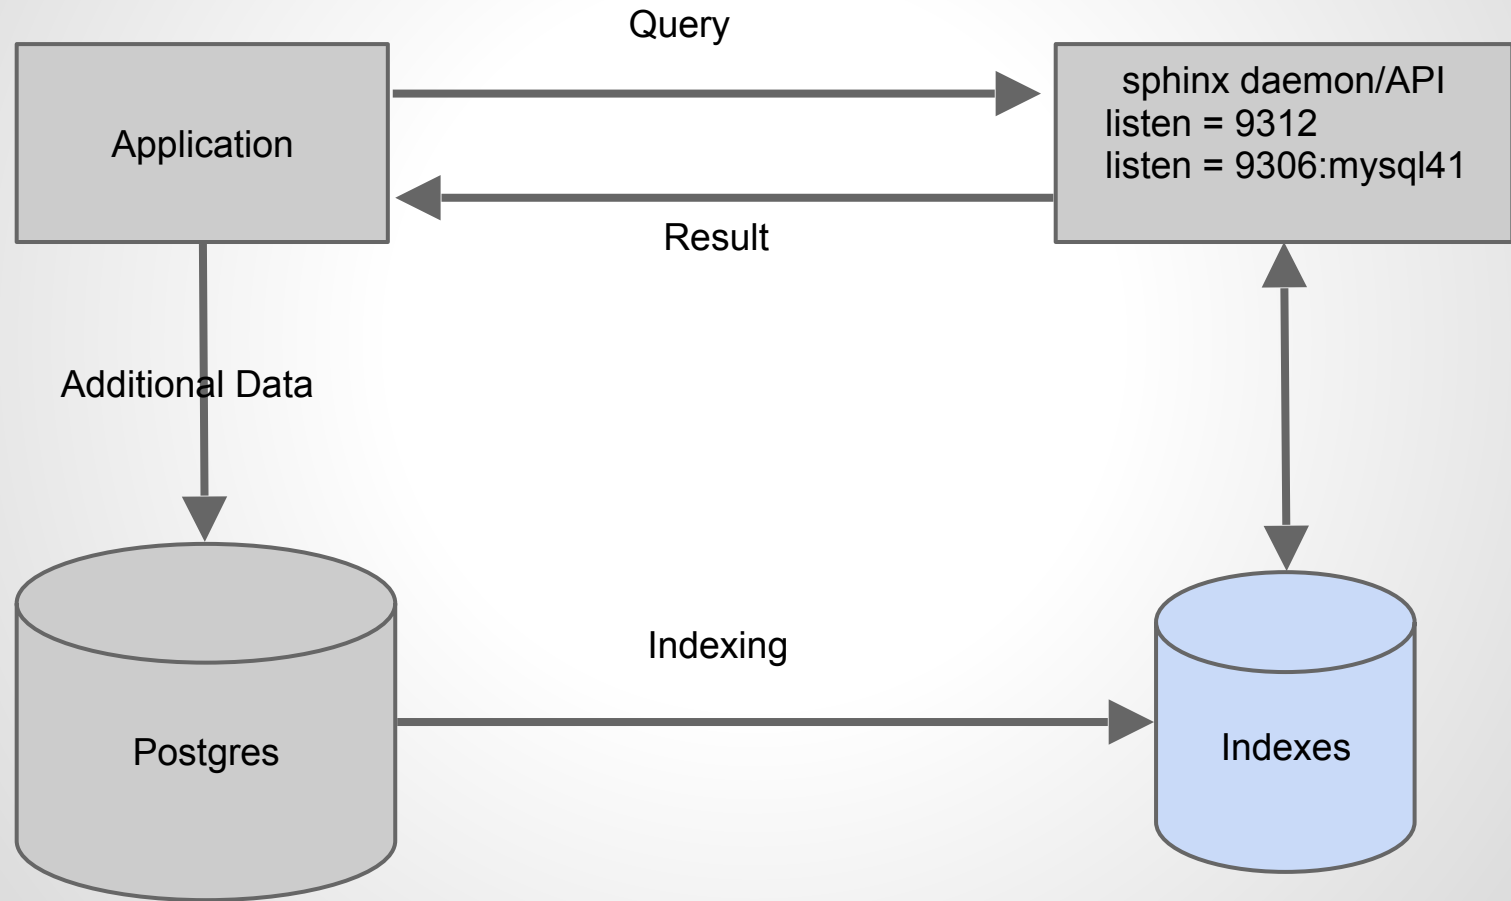 Query
Application
sphinx daemon/API
listen = 9312
listen = 9306:mysql41
Result
Additional Data
Indexing
Postgres
Indexes